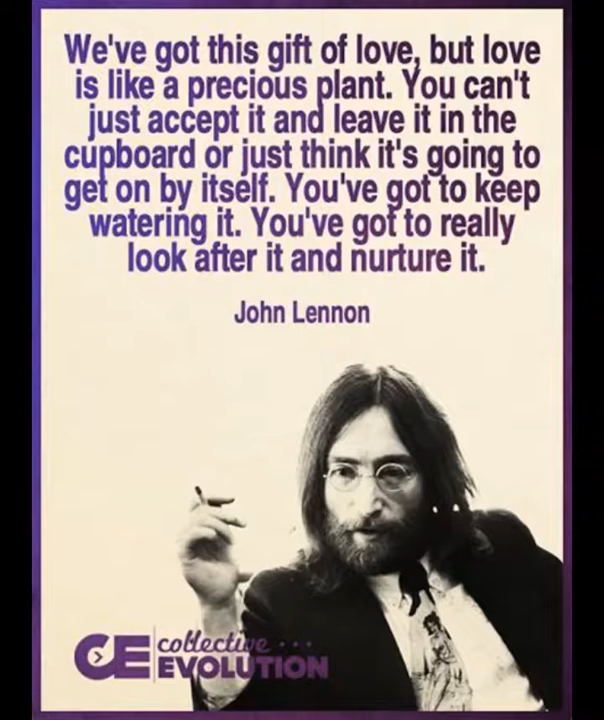 We've got this gift of love, but love
is like a precious plant. You can't
just accept it and leave it in the
cupboard or just think it's going to
get on by itself. You've got to keep
watering it. You've got to really
look after it and nurture it.
John Lennon
CE
collective
EVOLUTION